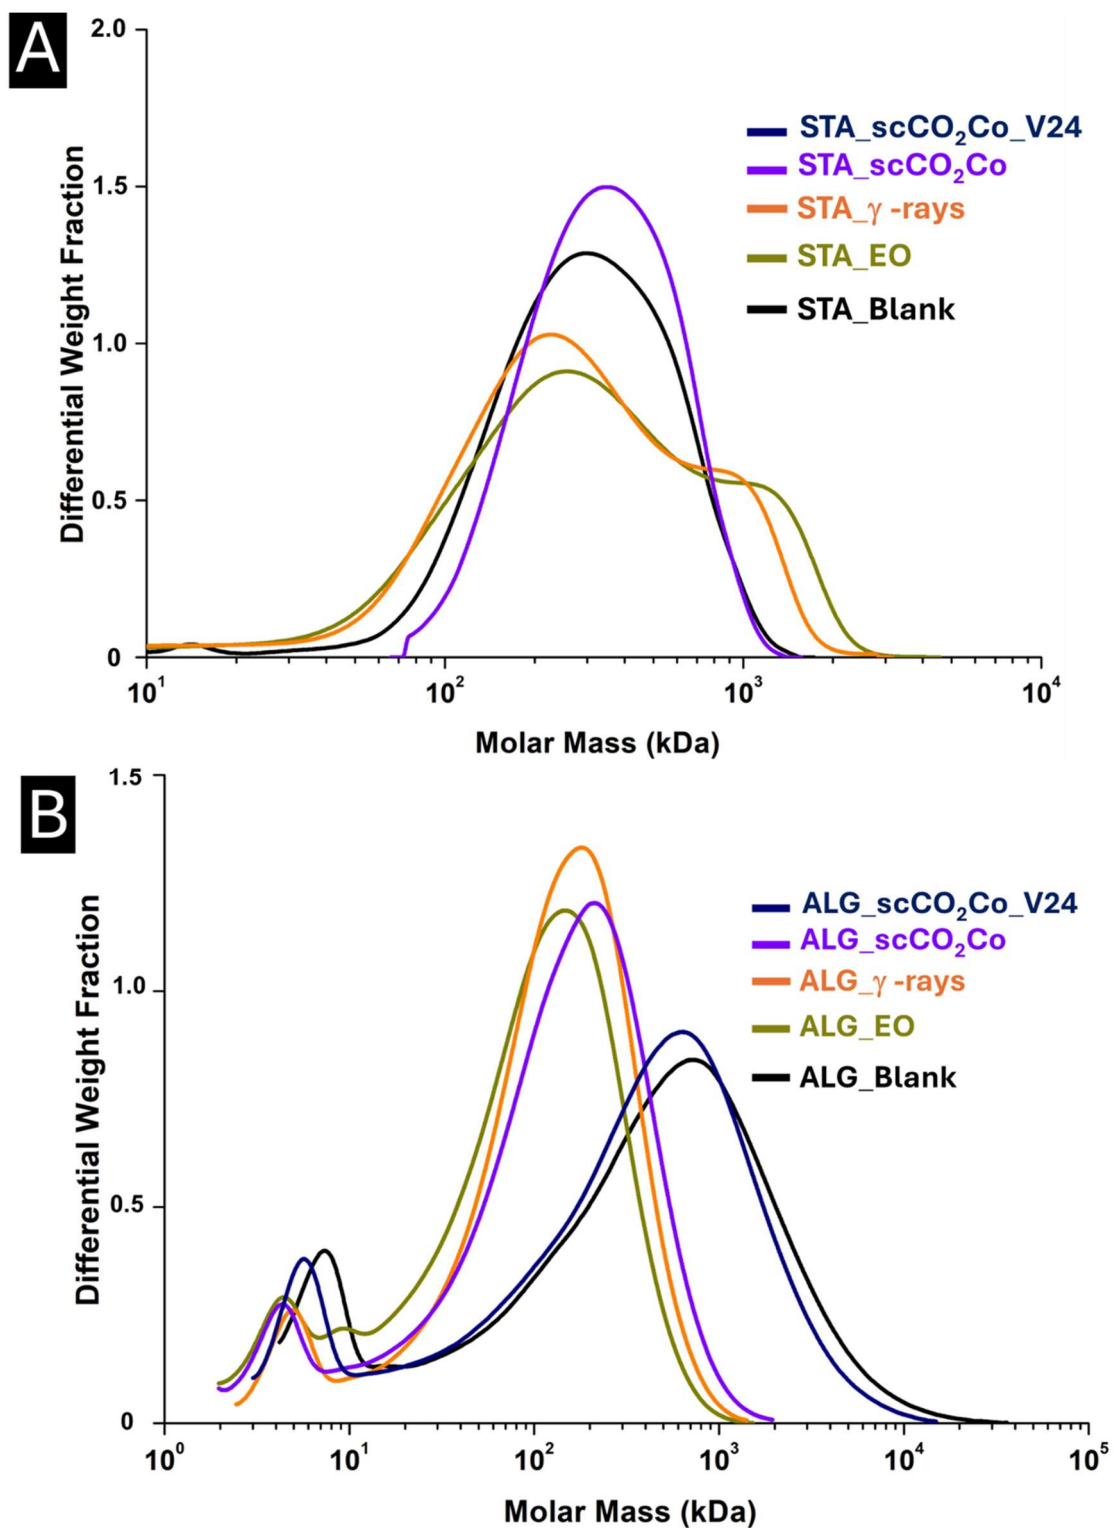 A
2.0
1.5
1.0
0.5
0
Differential Weight Fraction
STA_scCO₂Co_V24
STA_scCO₂Co
STA_γ -rays
STA_EO
STA_Blank
10¹ 10² 10³ 10⁴
Molar Mass (kDa)
B
1.5
1.0
0.5
0
Differential Weight Fraction
ALG_scCO₂Co_V24
ALG_scCO₂Co
ALG_γ -rays
ALG_EO
ALG_Blank
10⁰ 10¹ 10² 10³ 10⁴ 10⁵
Molar Mass (kDa)